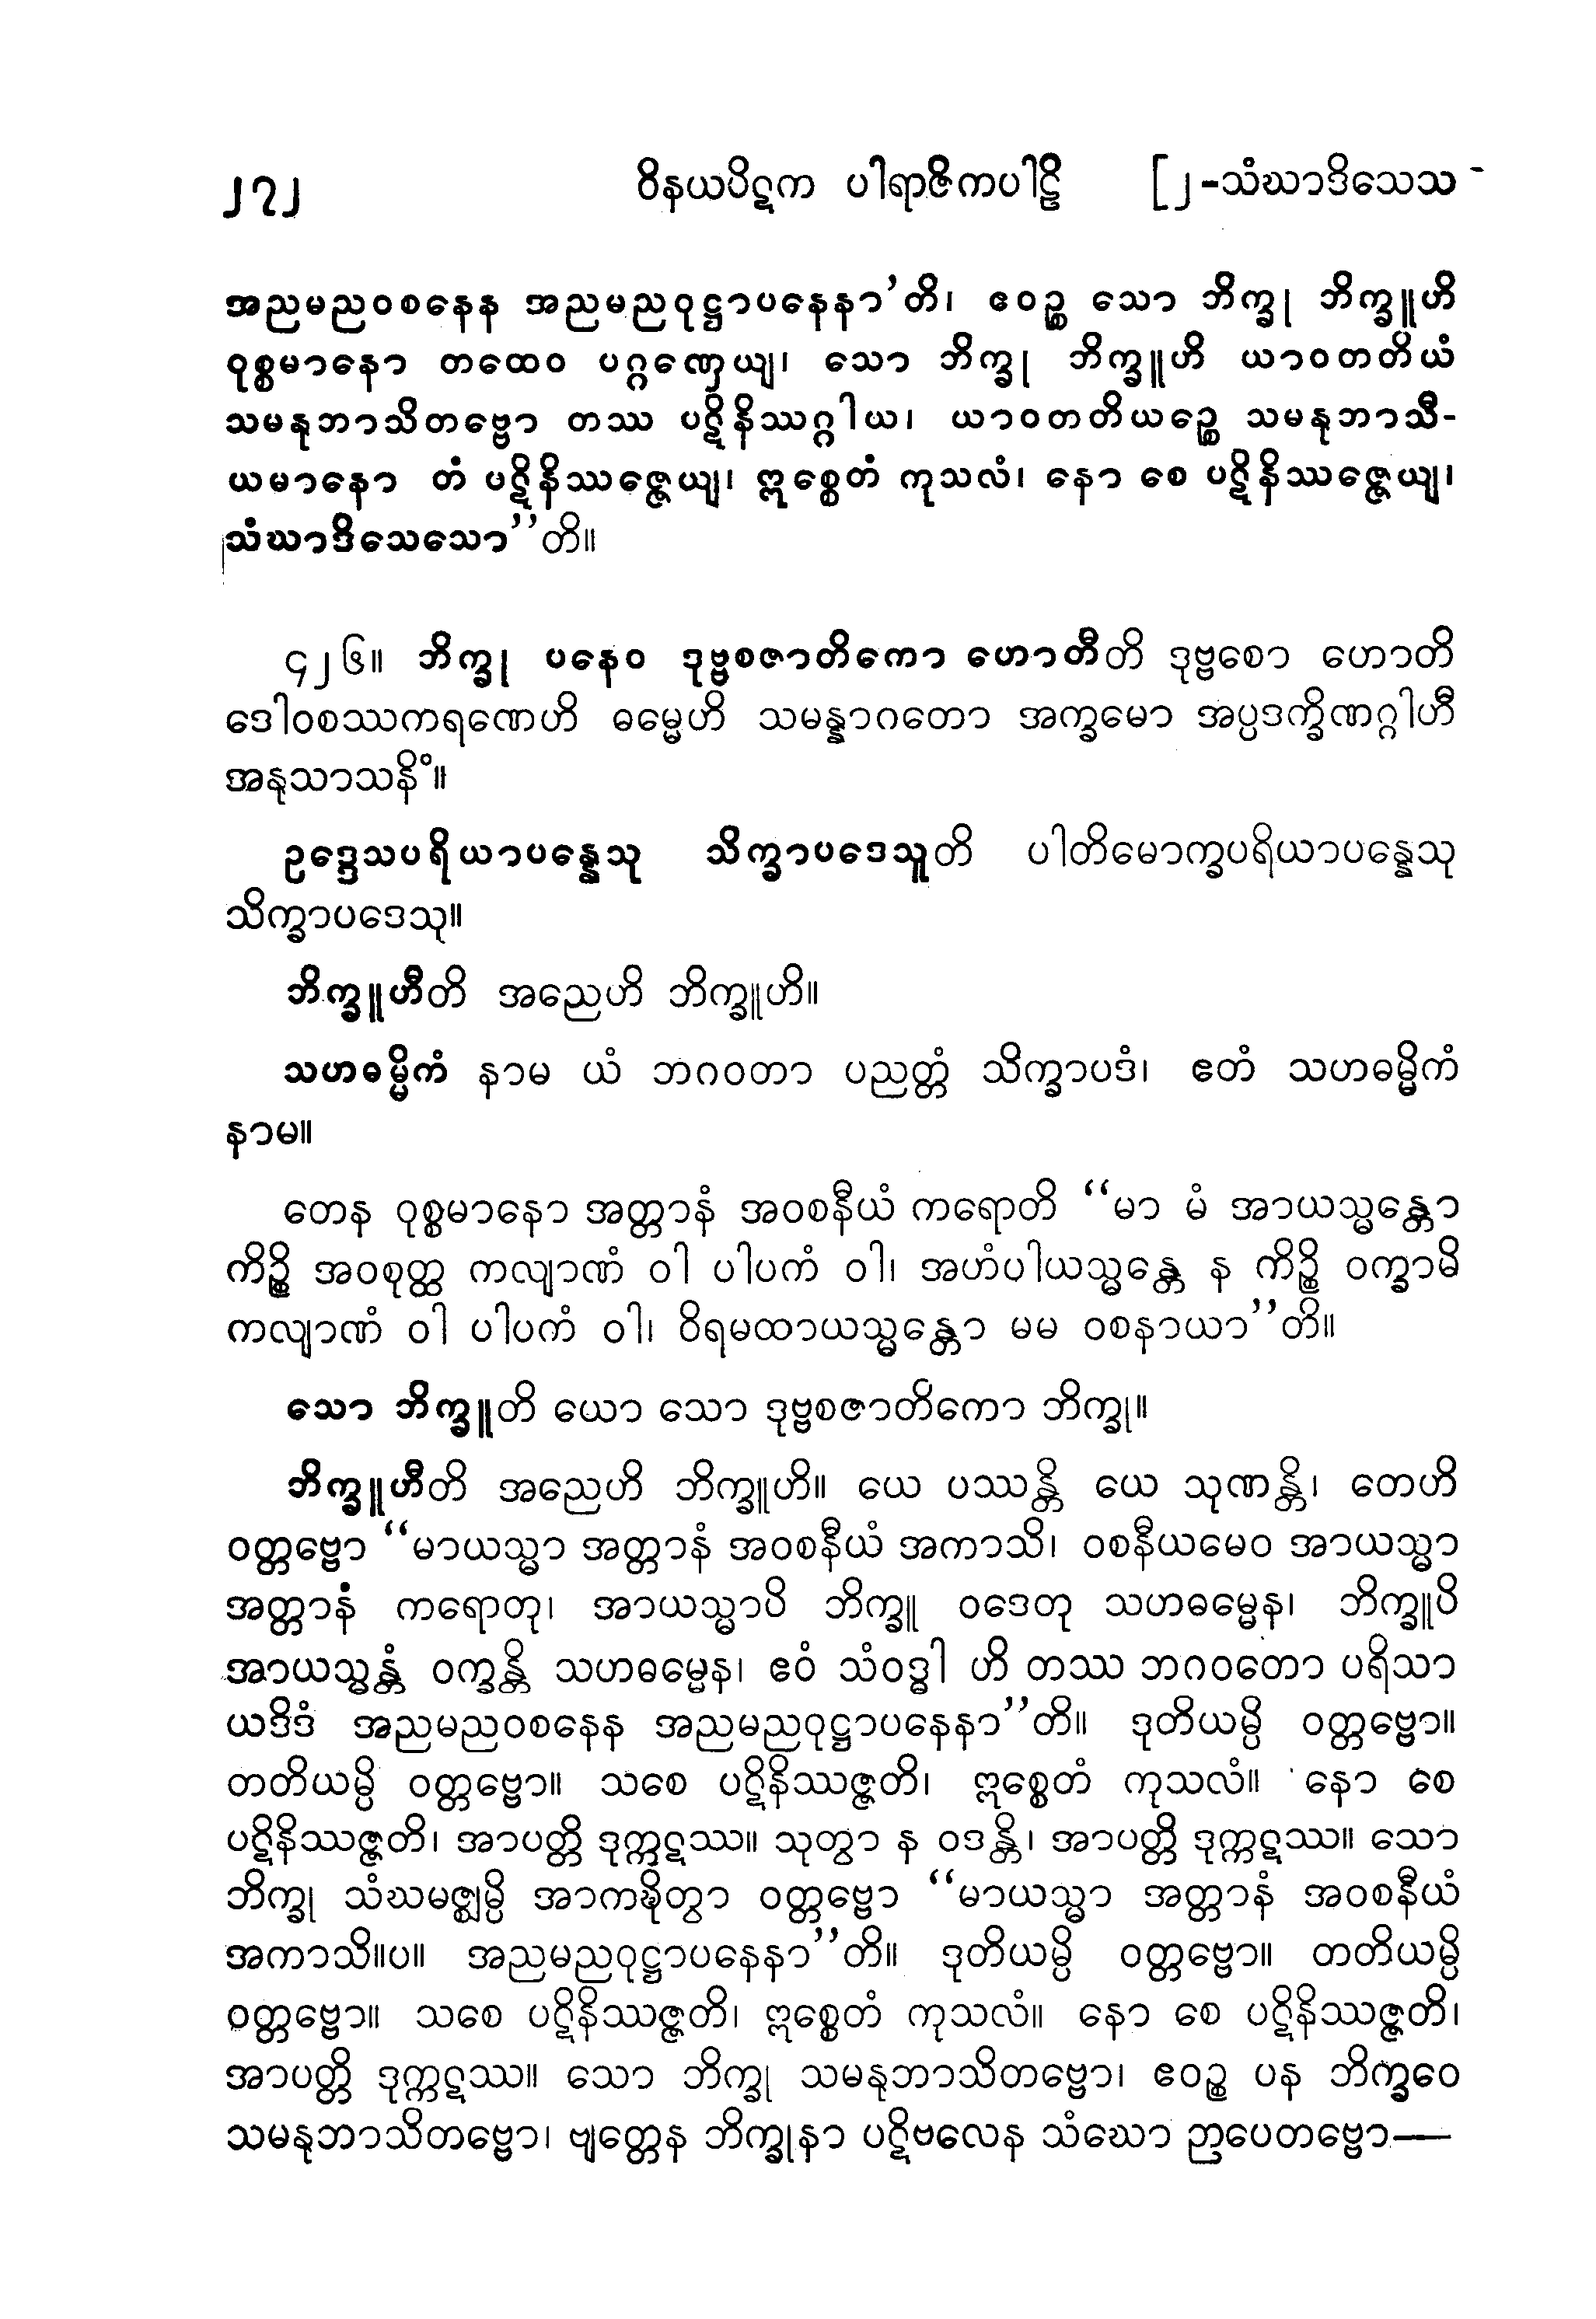 ၂၇၂ ဝိနယပိဋက ပါရာဇိကပါဠိ [၂-သံဃာဒိသေသ
အညမညဝစနေန အညမညဝုဋ္ဌာပနေနာ’တိ၊ ဧဝဉ္စ သော ဘိက္ခု ဘိက္ခူဟိ
ဝုစ္စမာနော တထေဝ ပဂ္ဂဏှေယျ၊ သော ဘိက္ခု ဘိက္ခူဟိ ယာဝတတိယံ
သမနုဘာသိတဗ္ဗော တဿ ပဋိနိဿဂ္ဂါယ၊ ယာဝတတိယဉ္စေ သမနုဘာသီ-
ယမာနော တံ ပဋိနိဿဇ္ဇေယျ၊ ဣစ္စေတံ ကုသလံ၊ နော စေ ပဋိနိဿဇ္ဇေယျ၊
သံဃာဒိသေသော’’တိ။
၄၂၆။ ဘိက္ခု ပနေဝ ဒုဗ္ဗစဇာတိကော ဟောတီတိ ဒုဗ္ဗစော ဟောတိ
ဒေါဝစဿကရဏေဟိ ဓမ္မေဟိ သမန္နာဂတော အက္ခမော အပ္ပဒက္ခိဏဂ္ဂါဟီ
အနုသာသနိံ။
ဥဒ္ဒေသပရိယာပန္နေသု သိက္ခာပဒေသူတိ ပါတိမောက္ခပရိယာပန္နေသု
သိက္ခာပဒေသု။
ဘိက္ခူဟီတိ အညေဟိ ဘိက္ခူဟိ။
သဟဓမ္မိကံ နာမ ယံ ဘဂဝတာ ပညတ္တံ သိက္ခာပဒံ၊ ဧတံ သဟဓမ္မိကံ
နာမ။
တေန ဝုစ္စမာနော အတ္တာနံ အဝစနီယံ ကရောတိ ‘‘မာ မံ အာယသ္မန္တော
ကိဉ္စိ အဝစုတ္ထ ကလျာဏံ ဝါ ပါပကံ ဝါ၊ အဟံပါယသ္မန္တေ န ကိဉ္စိ ဝက္ခာမိ
ကလျာဏံ ဝါ ပါပကံ ဝါ၊ ဝိရမထာယသ္မန္တော မမ ဝစနာယာ’’တိ။
သော ဘိက္ခူတိ ယော သော ဒုဗ္ဗစဇာတိကော ဘိက္ခု။
ဘိက္ခူဟီတိ အညေဟိ ဘိက္ခူဟိ။ ယေ ပဿန္တိ ယေ သုဏန္တိ၊ တေဟိ
ဝတ္တဗ္ဗော ‘‘မာယသ္မာ အတ္တာနံ အဝစနီယံ အကာသိ၊ ဝစနီယမေဝ အာယသ္မာ
အတ္တာနံ ကရောတု၊ အာယသ္မာပိ ဘိက္ခူ ဝဒေတု သဟဓမ္မေန၊ ဘိက္ခူပိ
အာယသ္မန္တံ ဝက္ခန္တိ သဟဓမ္မေန၊ ဧဝံ သံဝဒ္ဓါ ဟိ တဿ ဘဂဝတော ပရိသာ
ယဒိဒံ အညမညဝစနေန အညမညဝုဋ္ဌာပနေနာ’’တိ။ ဒုတိယမ္ပိ ဝတ္တဗ္ဗော။
တတိယမ္ပိ ဝတ္တဗ္ဗော။ သစေ ပဋိနိဿဇ္ဇတိ၊ ဣစ္စေတံ ကုသလံ။ နော စေ
ပဋိနိဿဇ္ဇတိ၊ အာပတ္တိ ဒုက္ကဋဿ။ သုတွာ န ဝဒန္တိ၊ အာပတ္တိ ဒုက္ကဋဿ။ သော
ဘိက္ခု သံဃမဇ္ဈမ္ပိ အာကဍ္ဎိတွာ ဝတ္တဗ္ဗော ‘‘မာယသ္မာ အတ္တာနံ အဝစနီယံ
အကာသိ။ပ။ အညမညဝုဋ္ဌာပနေနာ’’တိ။ ဒုတိယမ္ပိ ဝတ္တဗ္ဗော။ တတိယမ္ပိ
ဝတ္တဗ္ဗော။ သစေ ပဋိနိဿဇ္ဇတိ၊ ဣစ္စေတံ ကုသလံ။ နော စေ ပဋိနိဿဇ္ဇတိ၊
အာပတ္တိ ဒုက္ကဋဿ။ သော ဘိက္ခု သမနုဘာသိတဗ္ဗော၊ ဧဝဉ္စ ပန ဘိက္ခဝေ
သမနုဘာသိတဗ္ဗော၊ ဗျတ္တေန ဘိက္ခုနာ ပဋိဗလေန သံဃော ဉာပေတဗ္ဗော—